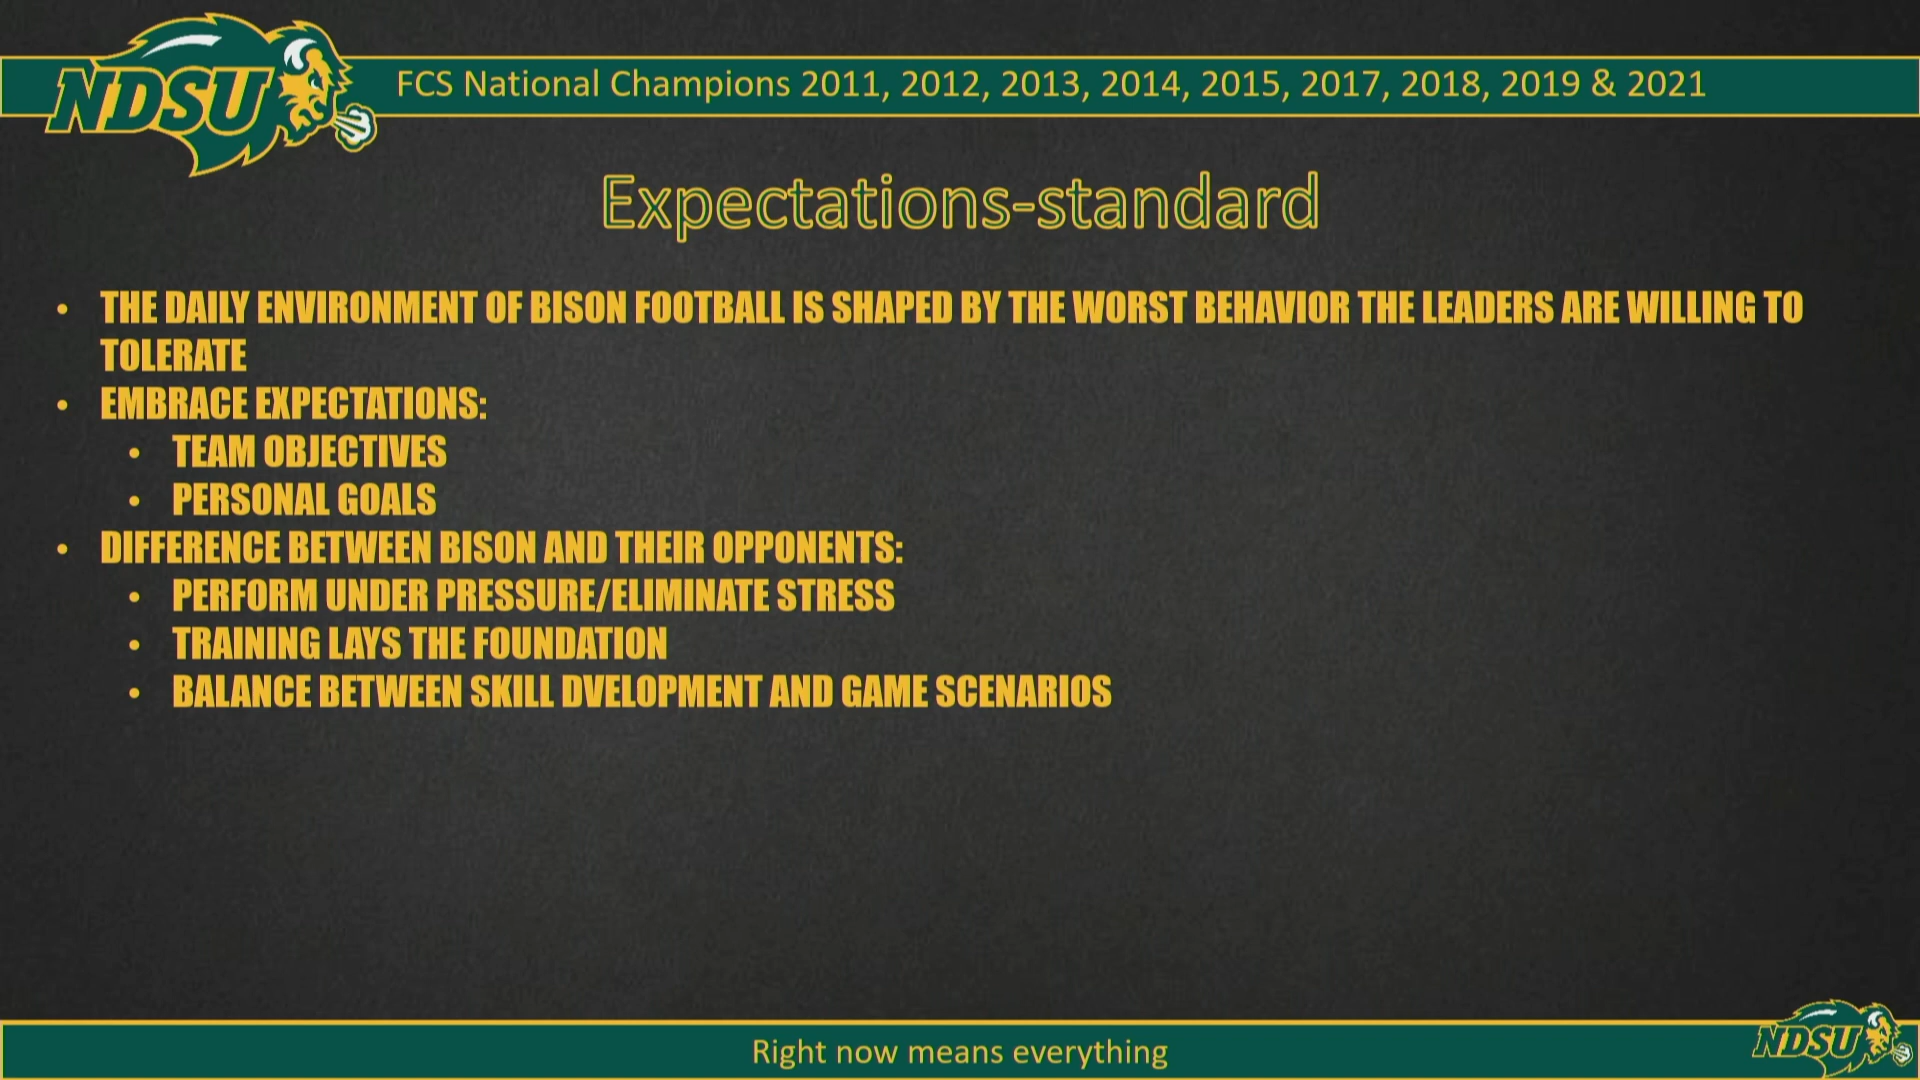 NDSU
FCS National Champions 2011, 2012, 2013, 2014, 2015, 2017, 2018, 2019 & 2021
Expectations-standard
• THE DAILY ENVIRONMENT OF BISON FOOTBALL IS SHAPED BY THE WORST BEHAVIOR THE LEADERS ARE WILLING TO
TOLERATE
• EMBRACE EXPECTATIONS:
• TEAM OBJECTIVES
• PERSONAL GOALS
• DIFFERENCE BETWEEN BISON AND THEIR OPPONENTS:
• PERFORM UNDER PRESSURE/ELIMINATE STRESS
• TRAINING LAYS THE FOUNDATION
• BALANCE BETWEEN SKILL DVELOPMENT AND GAME SCENARIOS
Right now means everything
NDSU